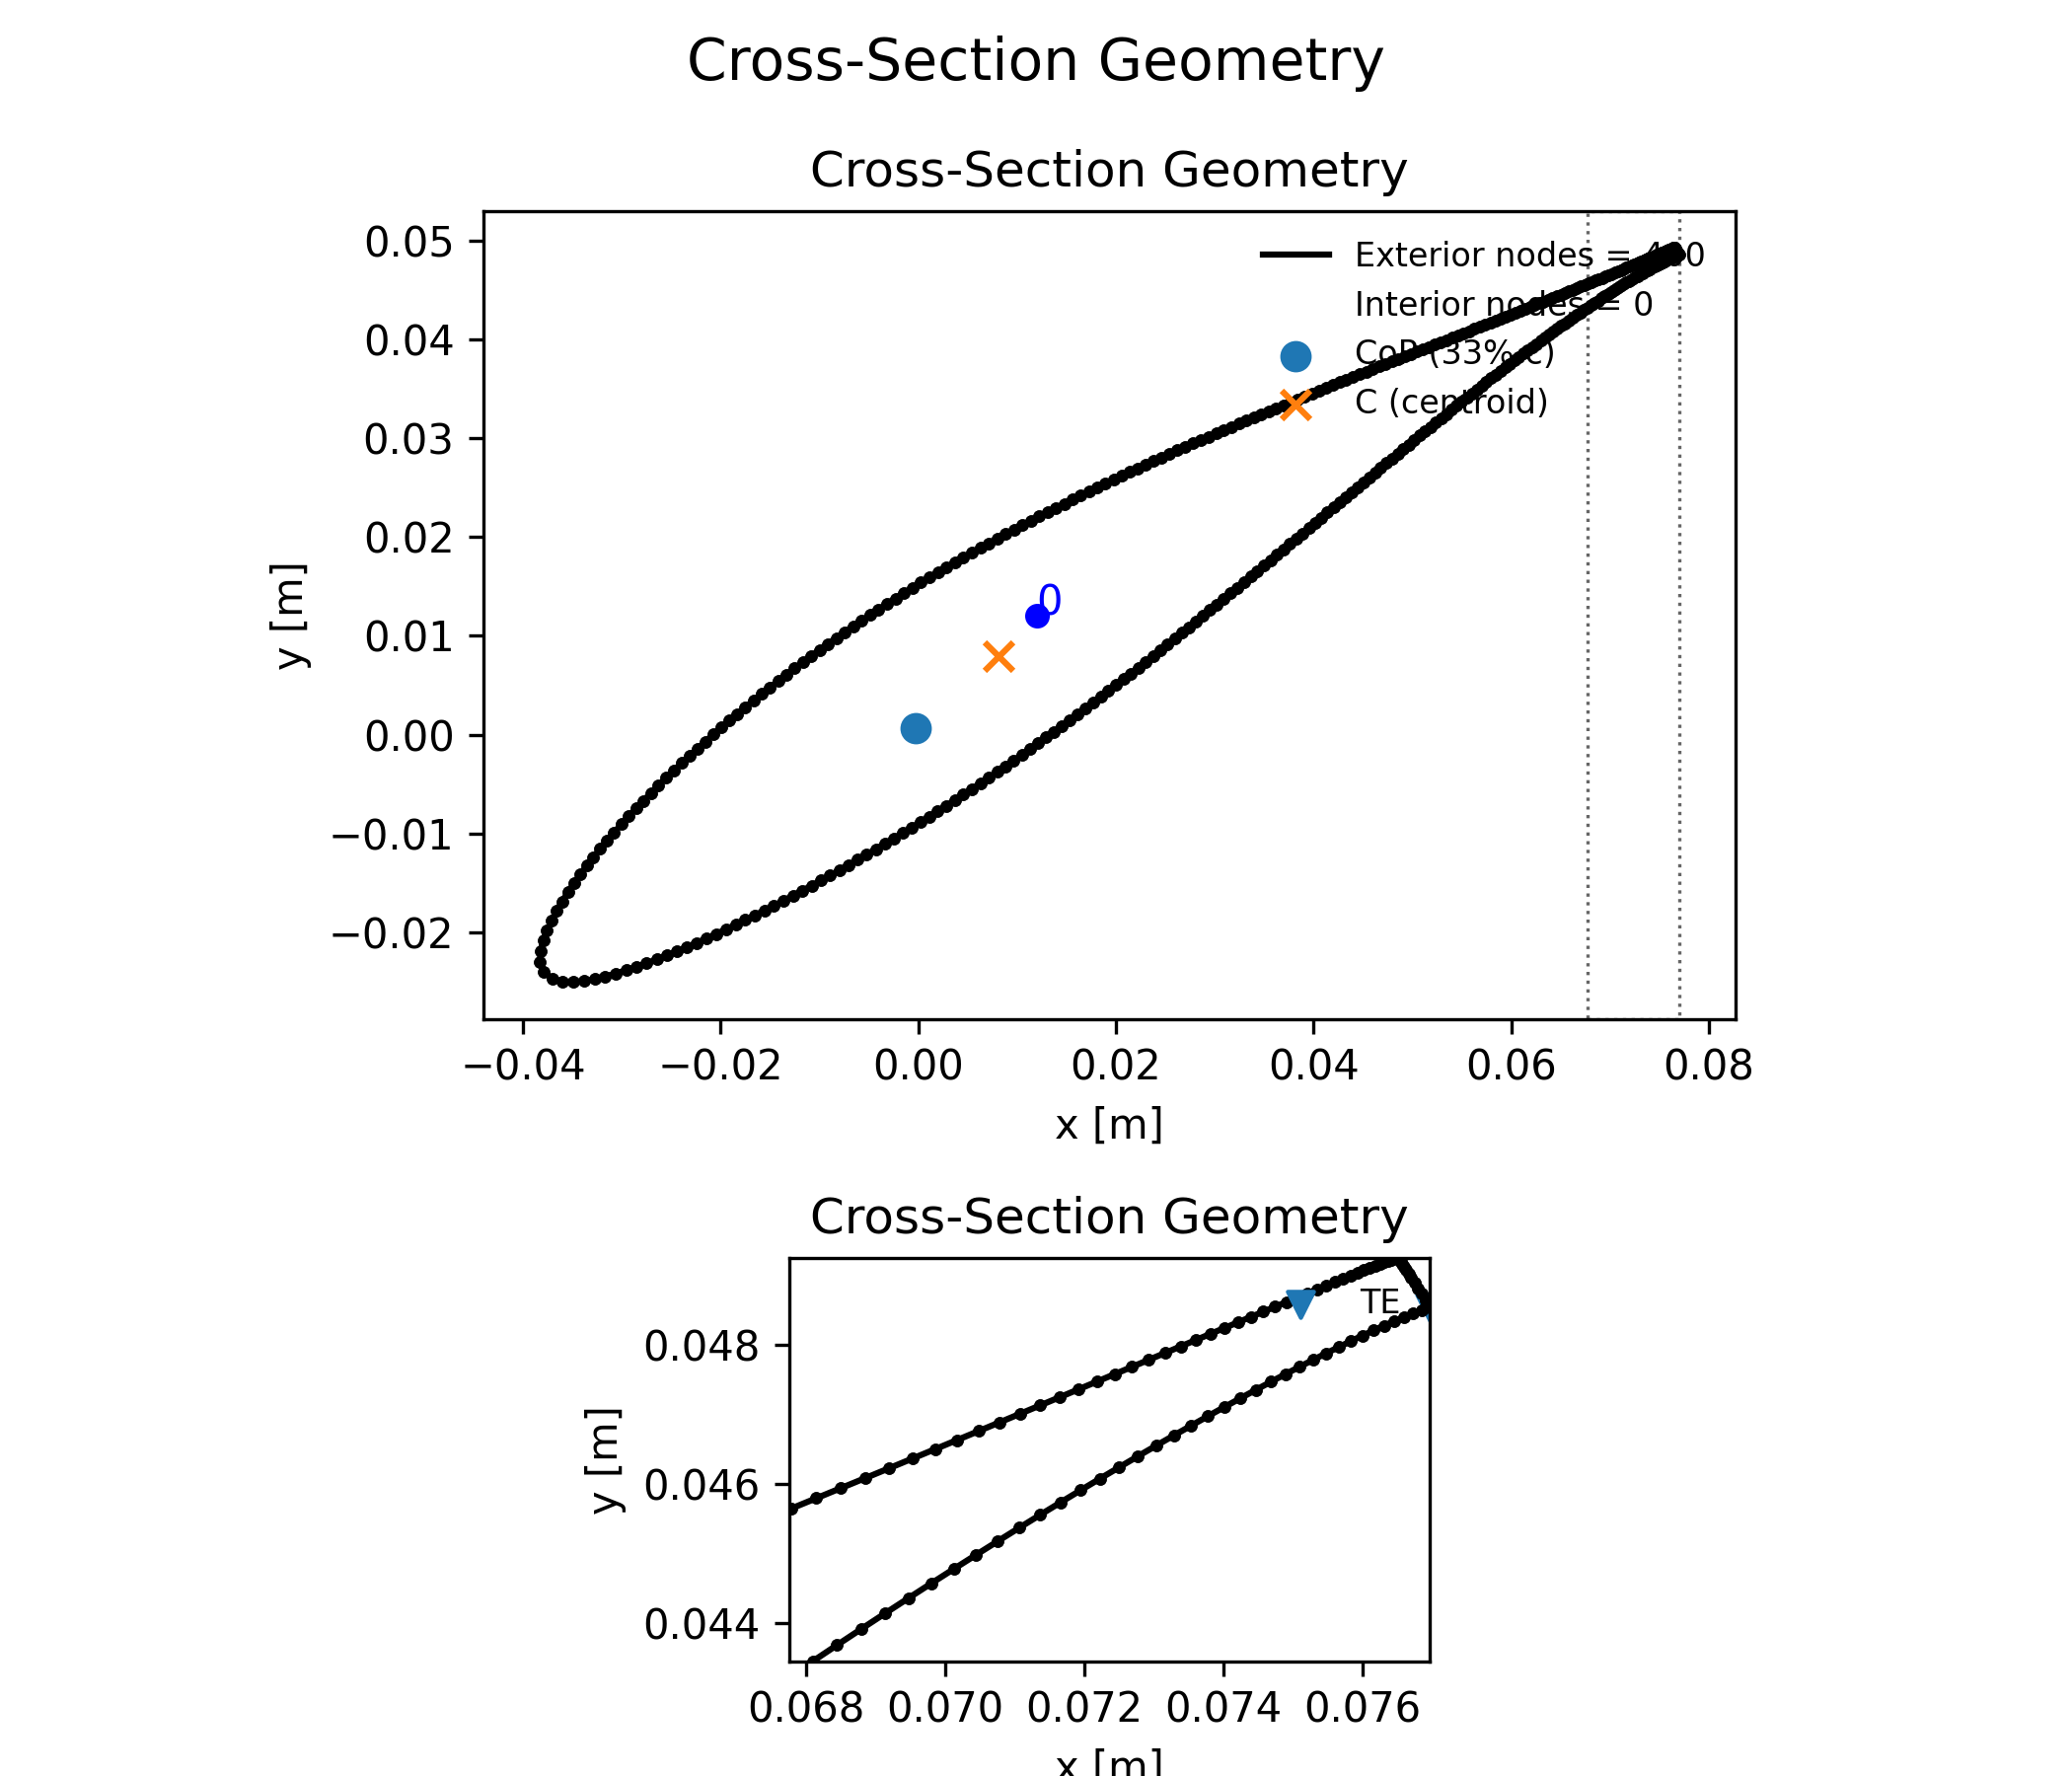 Cross-Section Geometry
Cross-Section Geometry
0.05
0.04
0.03
0.02
0.01
0.00
−0.01
−0.02
y [m]
Exterior nodes =
Interior nodes = 0
CoP (33% c)
C (centroid)
0
−0.04 −0.02 0.00 0.02 0.04 0.06 0.08
x [m]
Cross-Section Geometry
0.048
0.046
0.044
y [m]
TE
0.068 0.070 0.072 0.074 0.076
x [m]